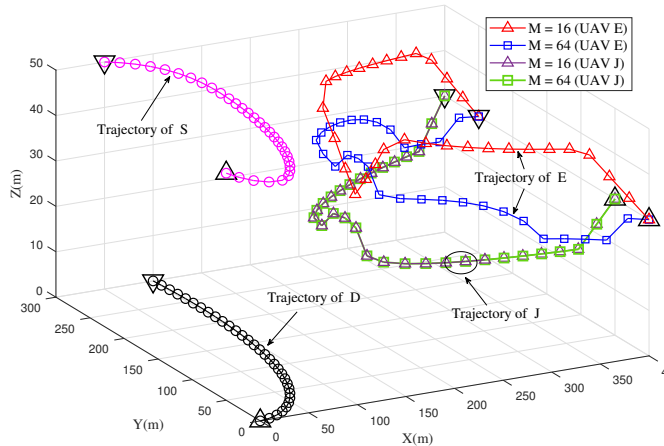 M = 16 (UAV E)
M = 64 (UAV E)
M = 16 (UAV J)
M = 64 (UAV J)
Trajectory of S
Trajectory of E
Trajectory of D
Trajectory of J
Z(m)
50
40
30
20
10
0
300
250
200
150
100
50
0
Y(m)
0
50
100
150
200
250
300
350
4
X(m)